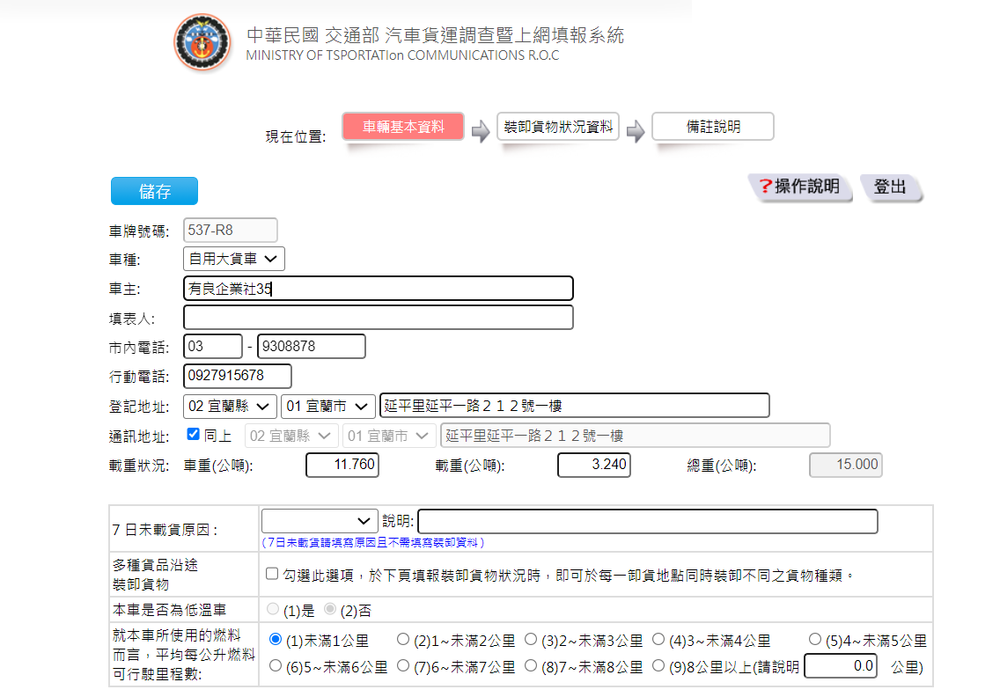 中華民國 交通部 汽車貨運調查暨上網填報系統
MINISTRY OF TSPORTATIon COMMUNICATIONS R.O.C
現在位置: 車輛基本資料 裝卸貨物狀況資料 備註說明
儲存 ?操作說明 登出
車牌號碼: 537-R8
車種: 自用大貨車
車主: 有良企業社35
填表人:
市內電話: 03 - 9308878
行動電話: 0927915678
登記地址: 02 宜蘭縣 01 宜蘭市 延平里延平一路２１２號一樓
通訊地址: 同上 02 宜蘭縣 01 宜蘭市 延平里延平一路２１２號一樓
載重狀況: 車重(公噸): 11.760 載重(公噸): 3.240 總重(公噸): 15.000
7 日未載貨原因 : 說明:
(7日未載貨請填寫原因且不需填寫裝卸資料)
多種貨品沿途
裝卸貨物
勾選此選項，於下頁填報裝卸貨物狀況時，即可於每一卸貨地點同時裝卸不同之貨物種類。
本車是否為低溫車 (1)是 (2)否
就本車所使用的燃料
而言，平均每公升燃料
可行駛里程數:
(1)未滿1公里 (2)1~未滿2公里 (3)2~未滿3公里 (4)3~未滿4公里 (5)4~未滿5公里
(6)5~未滿6公里 (7)6~未滿7公里 (8)7~未滿8公里 (9)8公里以上(請說明 0.0 公里)